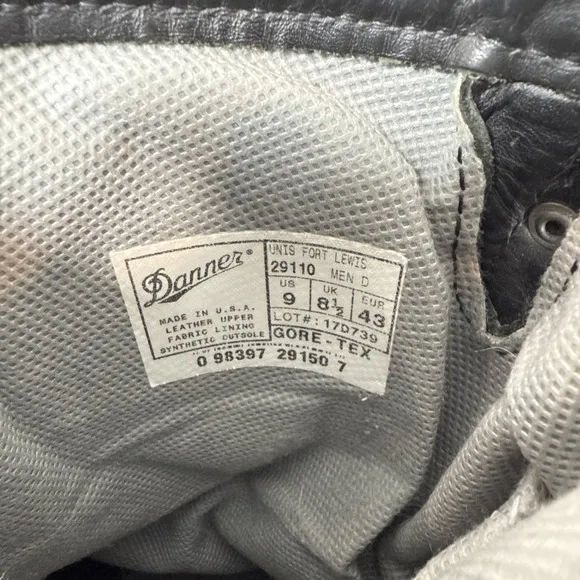 Danner®
MADE IN U.S.A.
LEATHER UPPER
FABRIC LINING
SYNTHETIC OUTSOLE
UNIS FORT LEWIS
29110 MEN D
US UK EUR
9 8½ 43
LOT#: 17D739
GORE-TEX
0 98397 29150 7